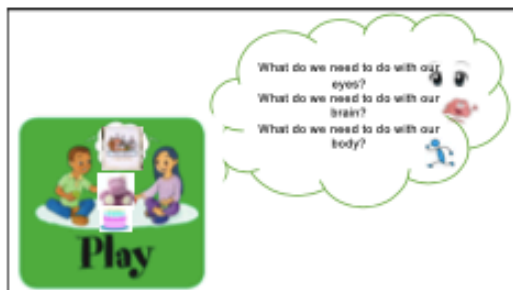 What do we need to do with our
eyes?
What do we need to do with our
brain?
What do we need to do with our
body?
Play